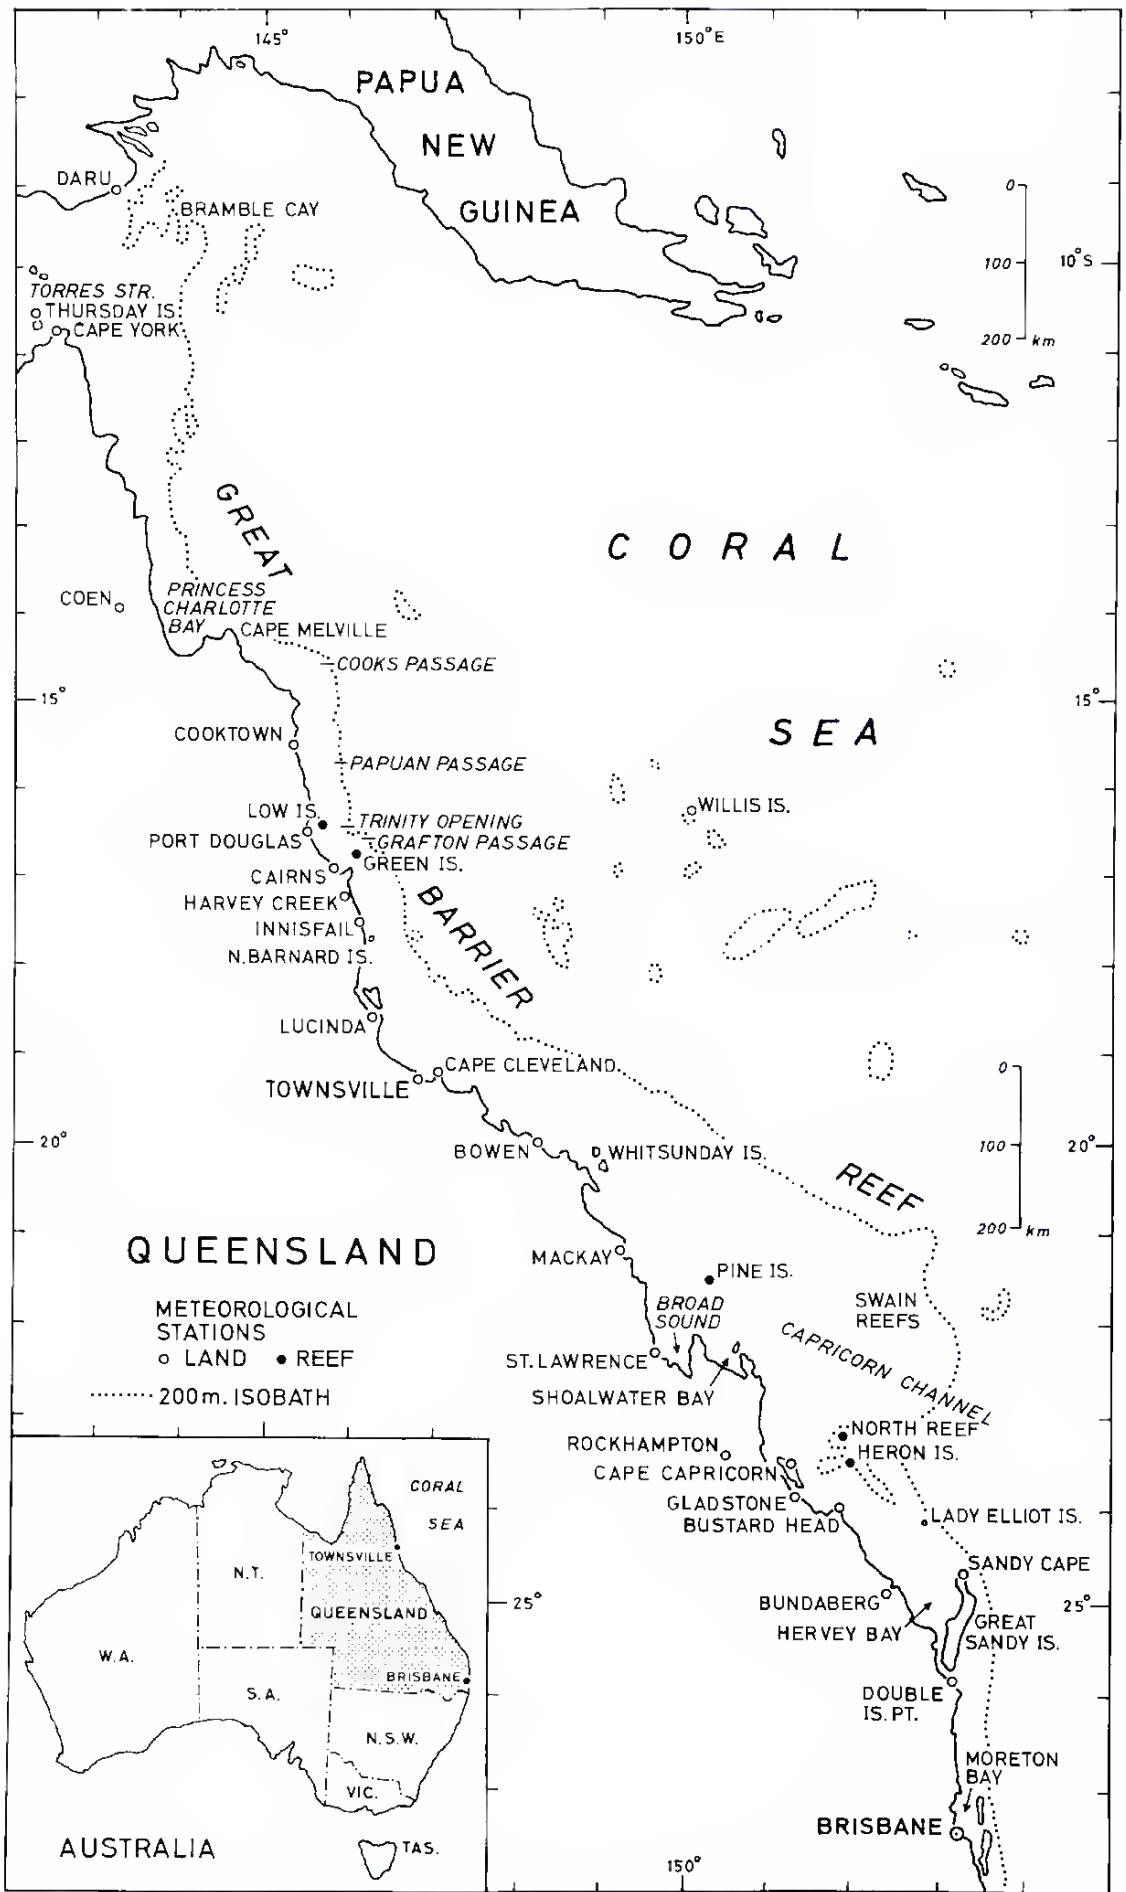 145°
150°E
PAPUA
NEW
GUINEA
DARU
BRAMBLE CAY
0
100
200 km
10°S
TORRES STR.
THURSDAY IS.
CAPE YORK
GREAT
CORAL
COEN
PRINCESS
CHARLOTTE
BAY
CAPE MELVILLE
COOKS PASSAGE
15°
15°
SEA
COOKTOWN
PAPUAN PASSAGE
WILLIS IS.
LOW IS.
TRINITY OPENING
PORT DOUGLAS
GRAFTON PASSAGE
GREEN IS.
CAIRNS
BARRIER
HARVEY CREEK
INNISFAIL
N.BARNARD IS.
LUCINDA
CAPE CLEVELAND
TOWNSVILLE
0
100
200 km
20°
20°
BOWEN
WHITSUNDAY IS.
REEF
QUEENSLAND
MACKAY
PINE IS.
METEOROLOGICAL
STATIONS
LAND
REEF
200m. ISOBATH
BROAD
SOUND
SWAIN
REEFS
CAPRICORN CHANNEL
ST. LAWRENCE
SHOALWATER BAY
NORTH REEF
ROCKHAMPTON
HERON IS.
CAPE CAPRICORN
GLADSTONE
BUSTARD HEAD
LADY ELLIOT IS.
SANDY CAPE
25°
25°
BUNDABERG
HERVEY BAY
GREAT
SANDY IS.
DOUBLE
IS. PT.
MORETON
BAY
BRISBANE
150°
CORAL
SEA
TOWNSVILLE
N.T.
QUEENSLAND
W.A.
BRISBANE
S.A.
N.S.W.
VIC.
AUSTRALIA
TAS.